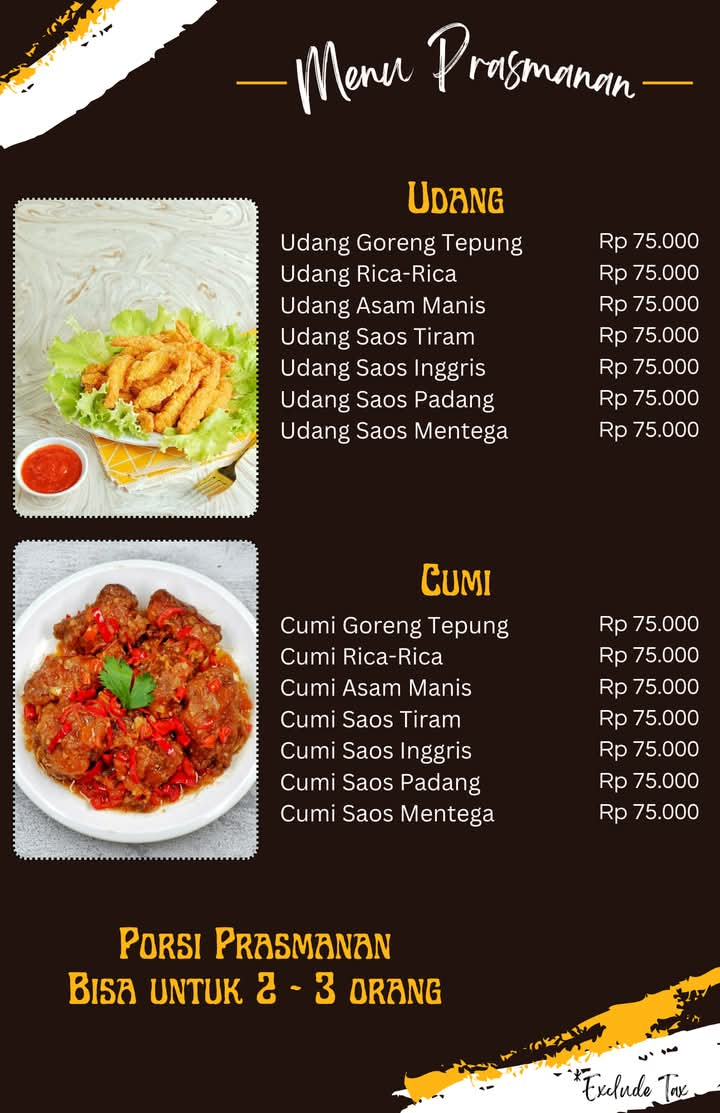 Menu Prasmanan
UDANG
Udang Goreng Tepung Rp 75.000
Udang Rica-Rica Rp 75.000
Udang Asam Manis Rp 75.000
Udang Saos Tiram Rp 75.000
Udang Saos Inggris Rp 75.000
Udang Saos Padang Rp 75.000
Udang Saos Mentega Rp 75.000
CUMI
Cumi Goreng Tepung Rp 75.000
Cumi Rica-Rica Rp 75.000
Cumi Asam Manis Rp 75.000
Cumi Saos Tiram Rp 75.000
Cumi Saos Inggris Rp 75.000
Cumi Saos Padang Rp 75.000
Cumi Saos Mentega Rp 75.000
PORSI PRASMANAN
BISA UNTUK 2 - 3 ORANG
*Exclude Tax